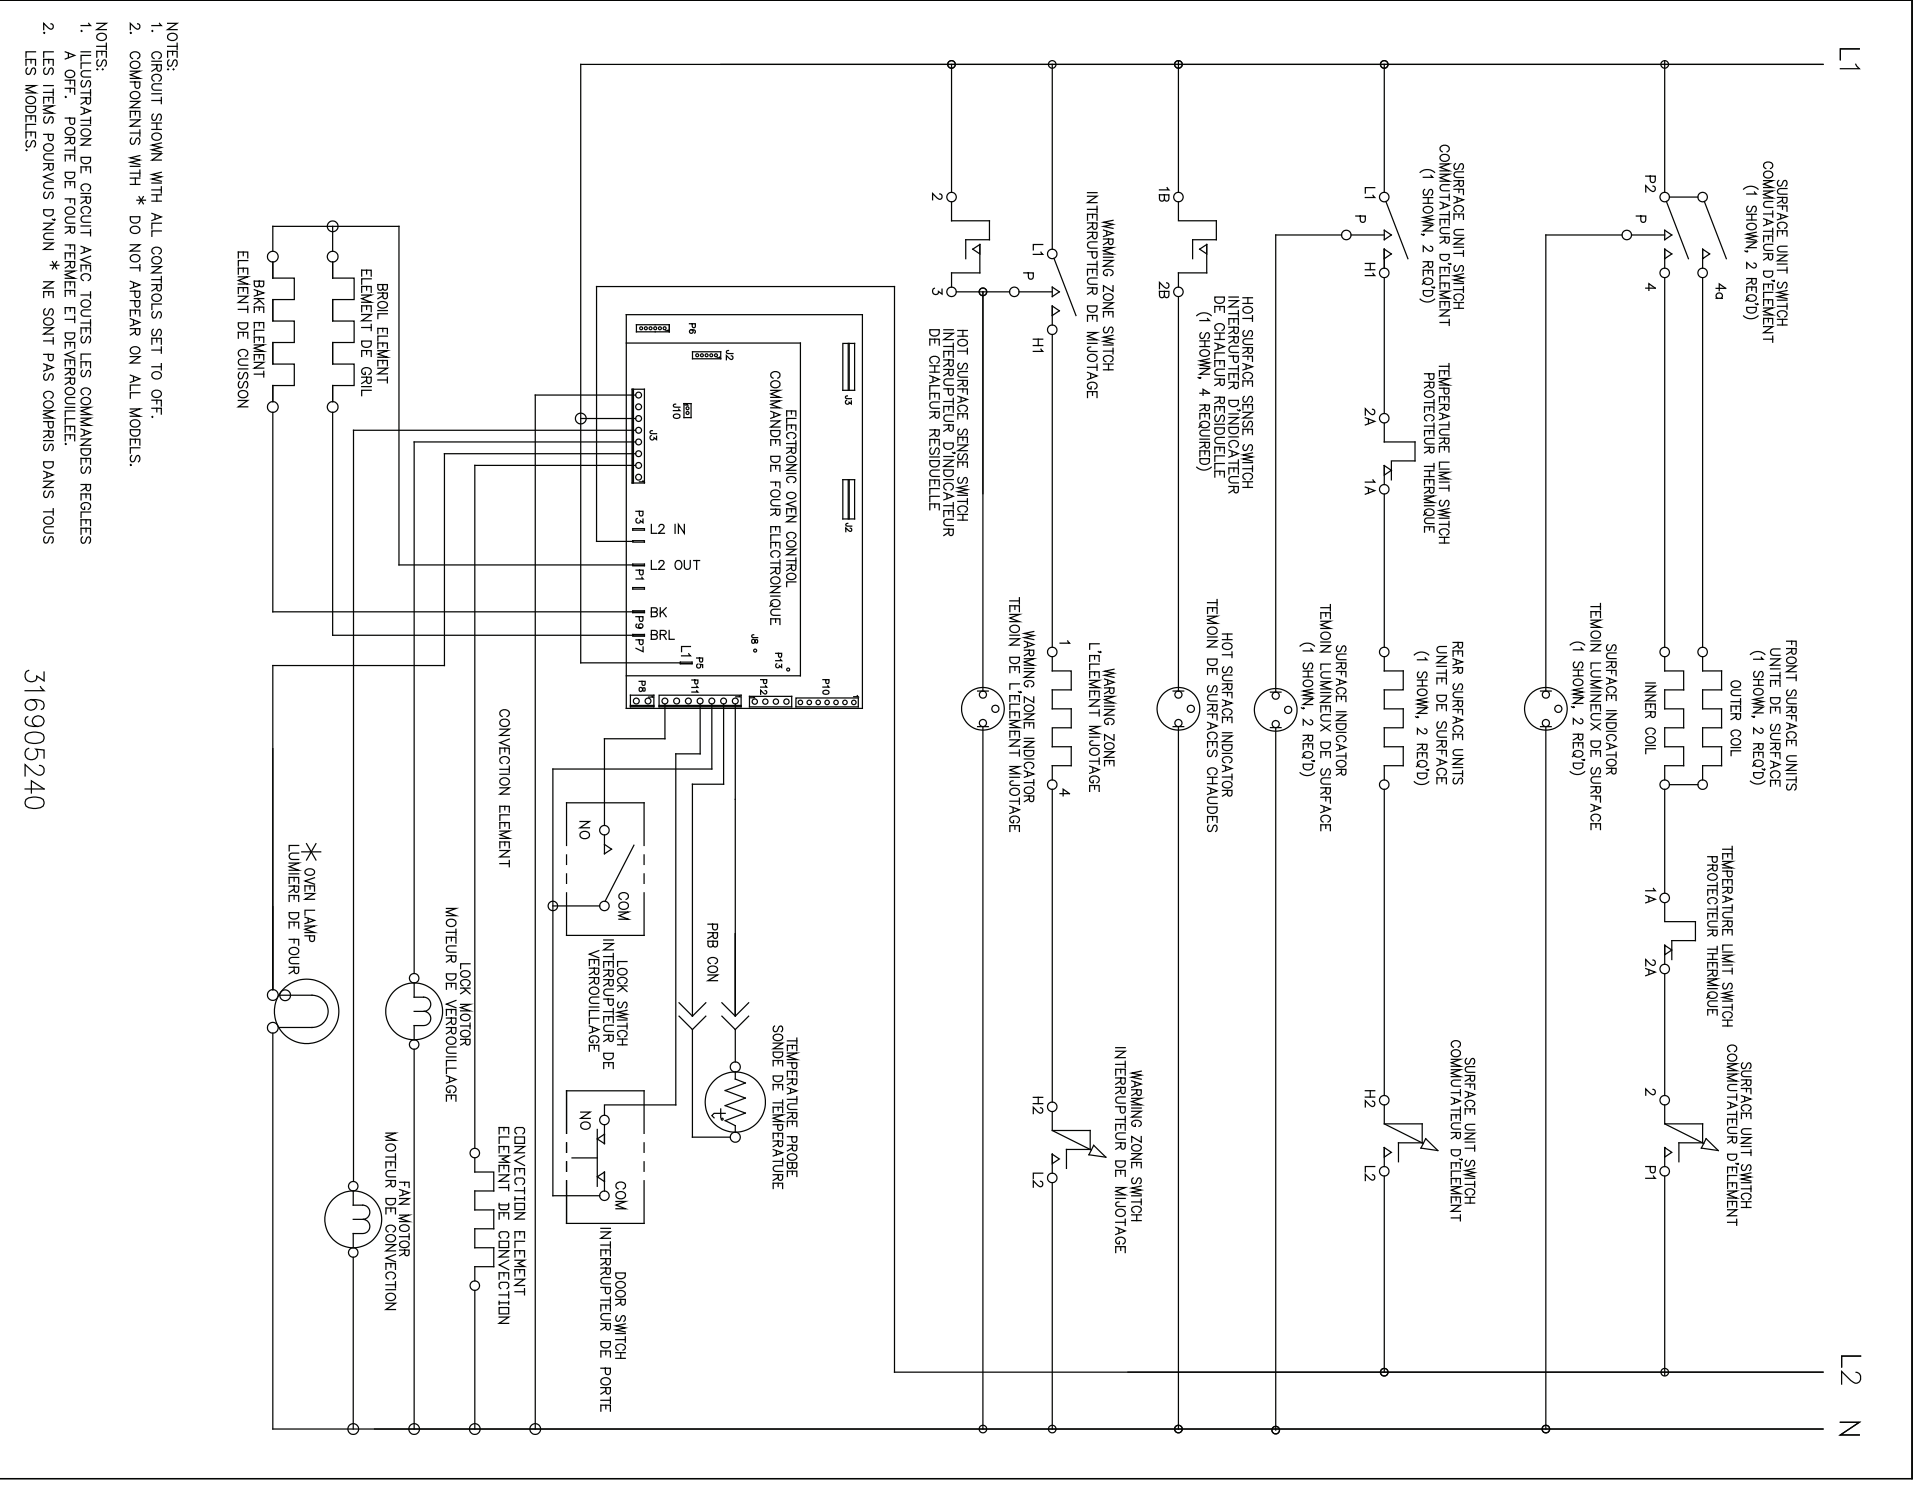 L1
L2
N
SURFACE UNIT SWITCH
COMMUTATEUR D'ELEMENT
(1 SHOWN, 2 REQ'D)
P2
P
4
4a
FRONT SURFACE UNITS
UNITE DE SURFACE
(1 SHOWN, 2 REQ'D)
OUTER COIL
INNER COIL
TEMPERATURE LIMIT SWITCH
PROTECTEUR THERMIQUE
1A
2A
SURFACE UNIT SWITCH
COMMUTATEUR D'ELEMENT
2
P1
SURFACE INDICATOR
TEMOIN LUMINEUX DE SURFACE
(1 SHOWN, 2 REQ'D)
SURFACE UNIT SWITCH
COMMUTATEUR D'ELEMENT
(1 SHOWN, 2 REQ'D)
L1
P
H1
TEMPERATURE LIMIT SWITCH
PROTECTEUR THERMIQUE
2A
1A
REAR SURFACE UNITS
UNITE DE SURFACE
(1 SHOWN, 2 REQ'D)
SURFACE UNIT SWITCH
COMMUTATEUR D'ELEMENT
H2
L2
SURFACE INDICATOR
TEMOIN LUMINEUX DE SURFACE
(1 SHOWN, 2 REQ'D)
1B
2B
HOT SURFACE SENSE SWITCH
INTERRUPTER D'INDICATEUR
DE CHALEUR RESIDUELLE
(1 SHOWN, 4 REQUIRED)
HOT SURFACE INDICATOR
TEMOIN DE SURFACES CHAUDES
WARMING ZONE SWITCH
INTERRUPTEUR DE MIJOTAGE
L1
P
H1
WARMING ZONE
L'ELEMENT MIJOTAGE
1
4
WARMING ZONE SWITCH
INTERRUPTEUR DE MIJOTAGE
H2
L2
2
3
HOT SURFACE SENSE SWITCH
INTERRUPTEUR D'INDICATEUR
DE CHALEUR RESIDUELLE
WARMING ZONE INDICATOR
TEMOIN DE L'ELEMENT MIJOTAGE
J3
J2
P6
J2
ELECTRONIC OVEN CONTROL
COMMANDE DE FOUR ELECTRONIQUE
J10
J3
P3
L2 IN
L2 OUT
P1
BK
P9
BRL
P7
L1
P5
J8
P13
P8
P11
P12
P10
TEMPERATURE PROBE
SONDE DE TEMPERATURE
PRB CON
NO
COM
LOCK SWITCH
INTERRUPTEUR DE
VERROUILLAGE
NO
COM
DOOR SWITCH
INTERRUPTEUR DE PORTE
CONVECTION ELEMENT
CONVECTION ELEMENT
ELEMENT DE CONVECTION
LOCK MOTOR
MOTEUR DE VERROUILLAGE
FAN MOTOR
MOTEUR DE CONVECTION
BROIL ELEMENT
ELEMENT DE GRIL
BAKE ELEMENT
ELEMENT DE CUISSON
* OVEN LAMP
LUMIERE DE FOUR
NOTES:
1. CIRCUIT SHOWN WITH ALL CONTROLS SET TO OFF.
2. COMPONENTS WITH * DO NOT APPEAR ON ALL MODELS.
NOTES:
1. ILLUSTRATION DE CIRCUIT AVEC TOUTES LES COMMANDES REGLEES
A OFF. PORTE DE FOUR FERMEE ET DEVERROUILLEE.
2. LES ITEMS POURVUS D'NUN * NE SONT PAS COMPRIS DANS TOUS
LES MODELES.
316905240